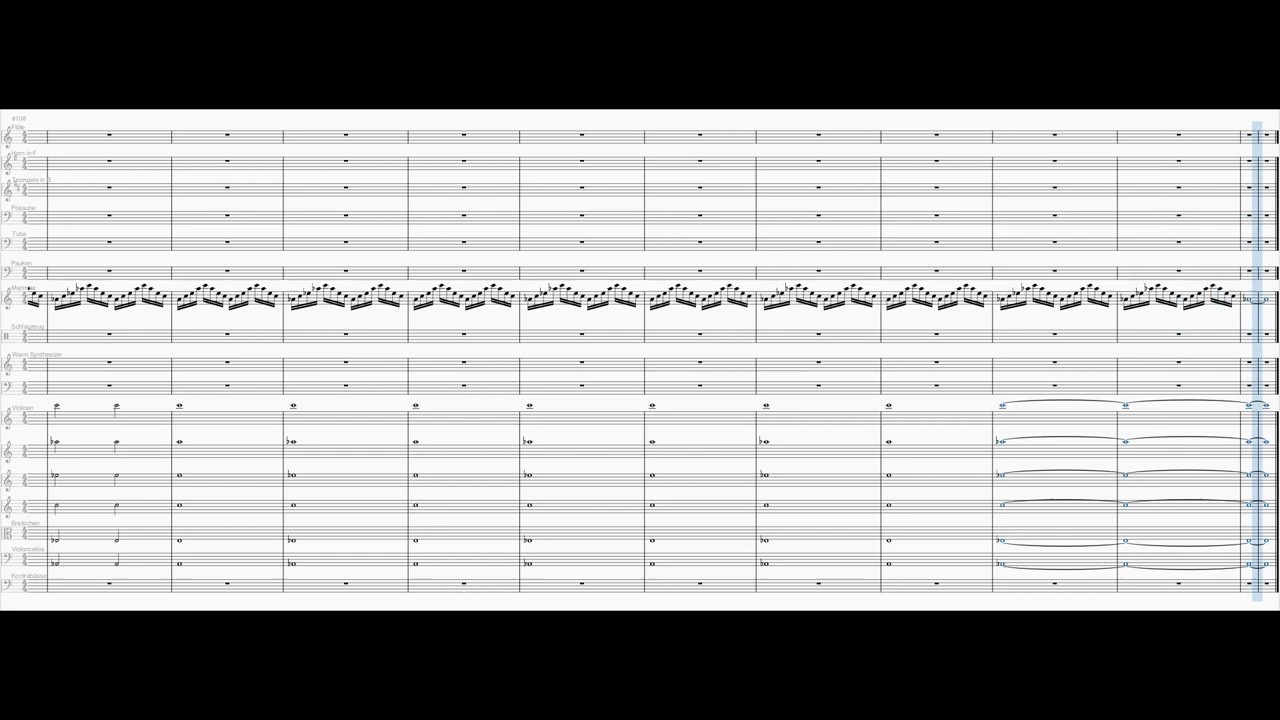 #108
Flöte
Horn in F
Trompete in B
Posaune
Tuba
Pauken
Marimba
Schlagzeug
Warm Synthesizer
Violinen
Bratschen
Violoncellos
Kontrabässe